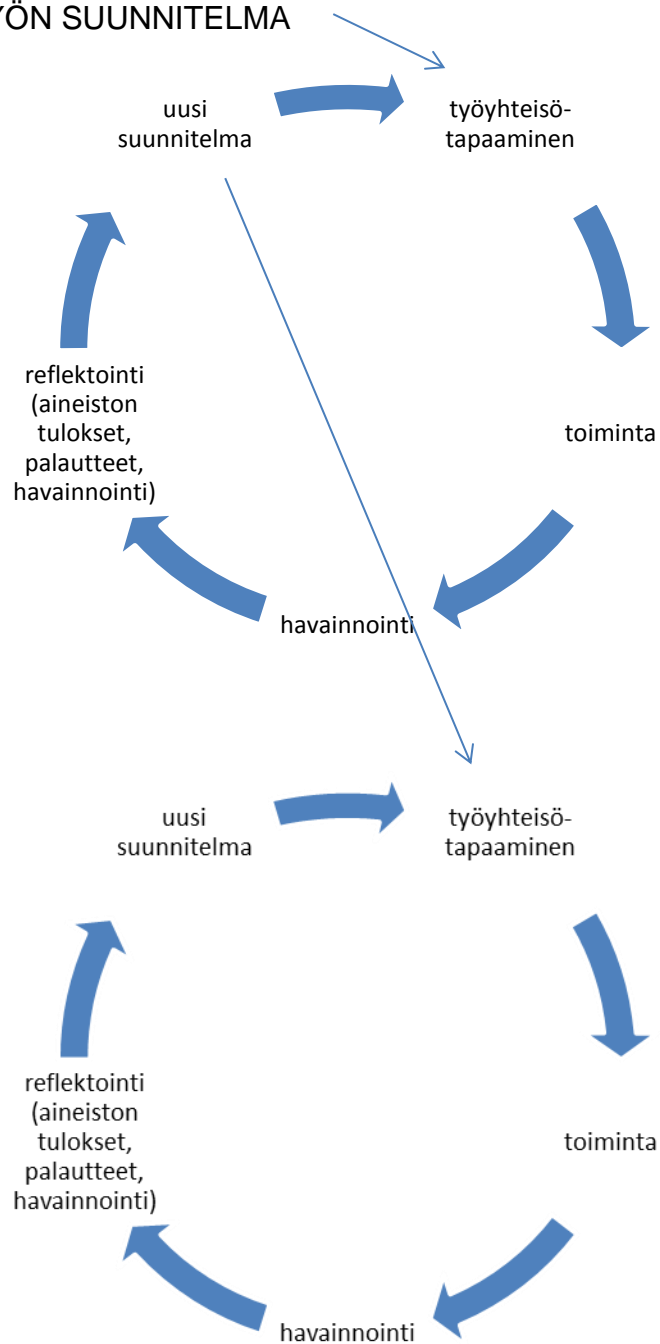 YÖN SUUNNITELMA
uusi
suunnitelma
työyhteisö-
tapaaminen
toiminta
havainnointi
reflektointi
(aineiston
tulokset,
palautteet,
havainnointi)
uusi
suunnitelma
työyhteisö-
tapaaminen
toiminta
havainnointi
reflektointi
(aineiston
tulokset,
palautteet,
havainnointi)